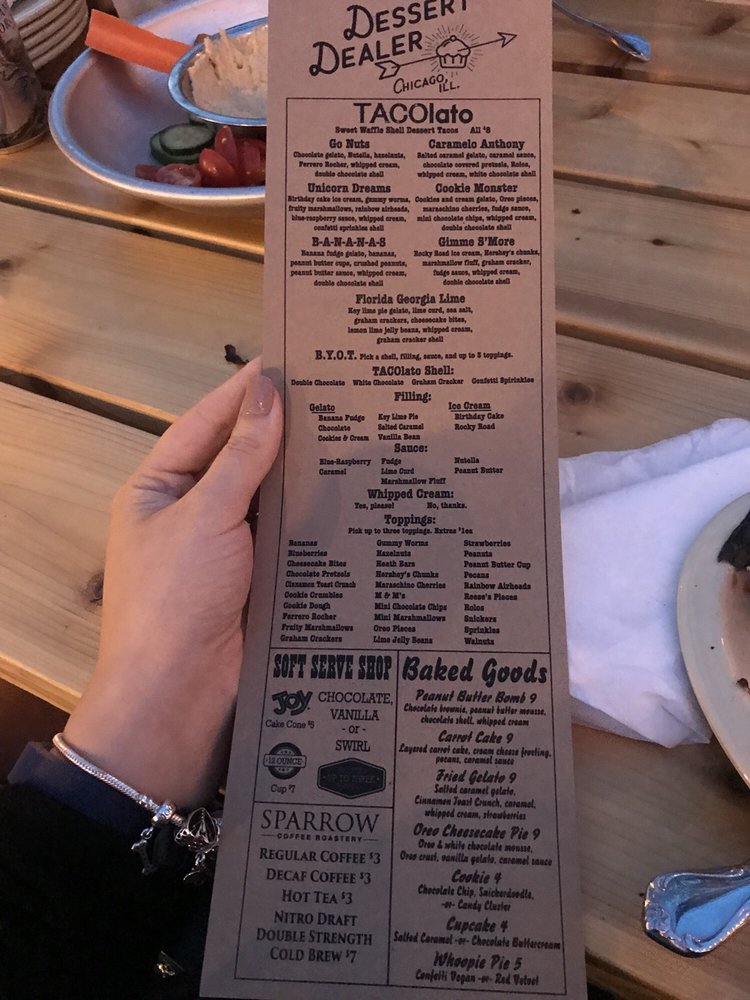 DESSERT
DEALER
CHICAGO, ILL.
TACOlato
Sweet Waffle Shell Dessert Tacos All $8
Go Nuts
Chocolate gelato, Nutella, hazelnuts,
Ferrero Rocher, whipped cream,
double chocolate shell
Caramelo Anthony
Salted caramel gelato, caramel sauce,
chocolate covered pretzels, Rolos,
whipped cream, white chocolate shell
Unicorn Dreams
Birthday cake ice cream, gummy worms,
fruity marshmallows, rainbow airheads,
blue-raspberry sauce, whipped cream,
confetti sprinkles shell
Cookie Monster
Cookies and cream gelato, Oreo pieces,
maraschino cherries, fudge sauce,
mini chocolate chips, whipped cream,
double chocolate shell
B-A-N-A-N-A-S
Banana fudge gelato, bananas,
peanut butter cups, crushed peanuts,
peanut butter sauce, whipped cream,
double chocolate shell
Gimme S'More
Rocky Road ice cream, Hershey's chunks,
marshmallow fluff, graham cracker,
fudge sauce, whipped cream,
double chocolate shell
Florida Georgia Lime
Key lime pie gelato, lime curd, sea salt,
graham crackers, cheesecake bites,
lemon lime jelly beans, whipped cream,
graham cracker shell
B.Y.O.T. Pick a shell, filling, sauce, and up to 3 toppings.
TACOlato Shell:
Double Chocolate White Chocolate Graham Cracker Confetti Sprinkles
Filling:
Gelato
Banana Fudge Key Lime Pie
Chocolate Salted Caramel
Cookies & Cream Vanilla Bean
Ice Cream
Birthday Cake
Rocky Road
Sauce:
Blue-Raspberry Fudge Nutella
Caramel Lime Curd Peanut Butter
Marshmallow Fluff
Whipped Cream:
Yes, please! No, thanks.
Toppings:
Pick up to three toppings. Extras $1ea
Bananas Gummy Worms Strawberries
Blueberries Hazelnuts Peanuts
Cheesecake Bites Heath Bars Peanut Butter Cup
Chocolate Pretzels Hershey's Chunks Pecans
Cinnamon Toast Crunch Maraschino Cherries Rainbow Airheads
Cookie Crumbles M & M's Reese's Pieces
Cookie Dough Mini Chocolate Chips Rolos
Ferrero Rocher Mini Marshmallows Snickers
Fruity Marshmallows Oreo Pieces Sprinkles
Graham Crackers Lime Jelly Beans Walnuts
SOFT SERVE SHOP
JOY
Cake Cone $5
12 OUNCE
Cup $7
CHOCOLATE,
VANILLA
- or -
SWIRL
SPARROW
COFFEE ROASTERY
REGULAR COFFEE $3
DECAF COFFEE $3
HOT TEA $3
NITRO DRAFT
DOUBLE STRENGTH
COLD BREW $7
Baked Goods
Peanut Butter Bomb 9
Chocolate brownie, peanut butter mousse,
chocolate shell, whipped cream
Carrot Cake 9
Layered carrot cake, cream cheese frosting,
pecans, caramel sauce
Fried Gelato 9
Salted caramel gelato,
Cinnamon Toast Crunch, caramel,
whipped cream, strawberries
Oreo Cheesecake Pie 9
Oreo & white chocolate mousse,
Oreo crust, vanilla gelato, caramel sauce
Cookie 4
Chocolate Chip, Snickerdoodle,
-or- Candy Cluster
Cupcake 4
Salted Caramel -or- Chocolate Buttercream
Whoopie Pie 5
Confetti Vegan -or- Red Velvet